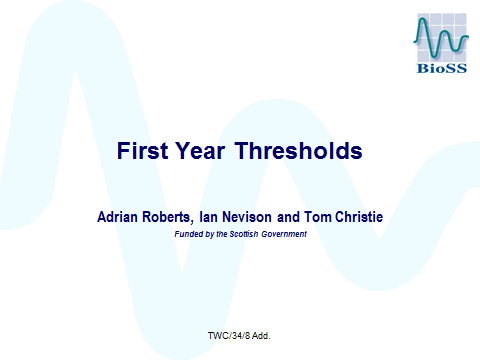 BioSS
First Year Thresholds
Adrian Roberts, Ian Nevison and Tom Christie
Funded by the Scottish Government
TWC/34/8 Add.